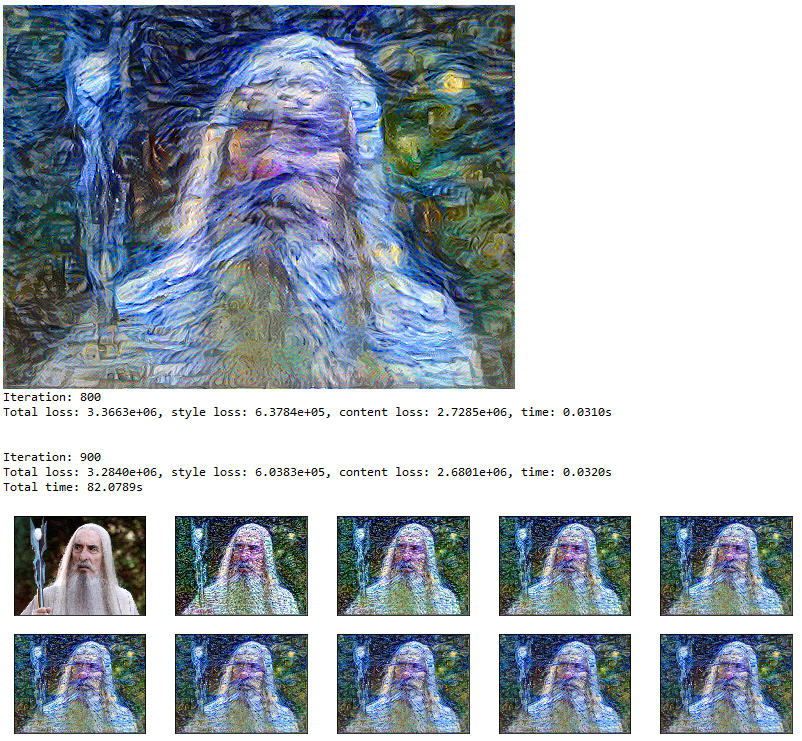 Iteration: 800
Total loss: 3.3663e+06, style loss: 6.3784e+05, content loss: 2.7285e+06, time: 0.0310s
Iteration: 900
Total loss: 3.2840e+06, style loss: 6.0383e+05, content loss: 2.6801e+06, time: 0.0320s
Total time: 82.0789s